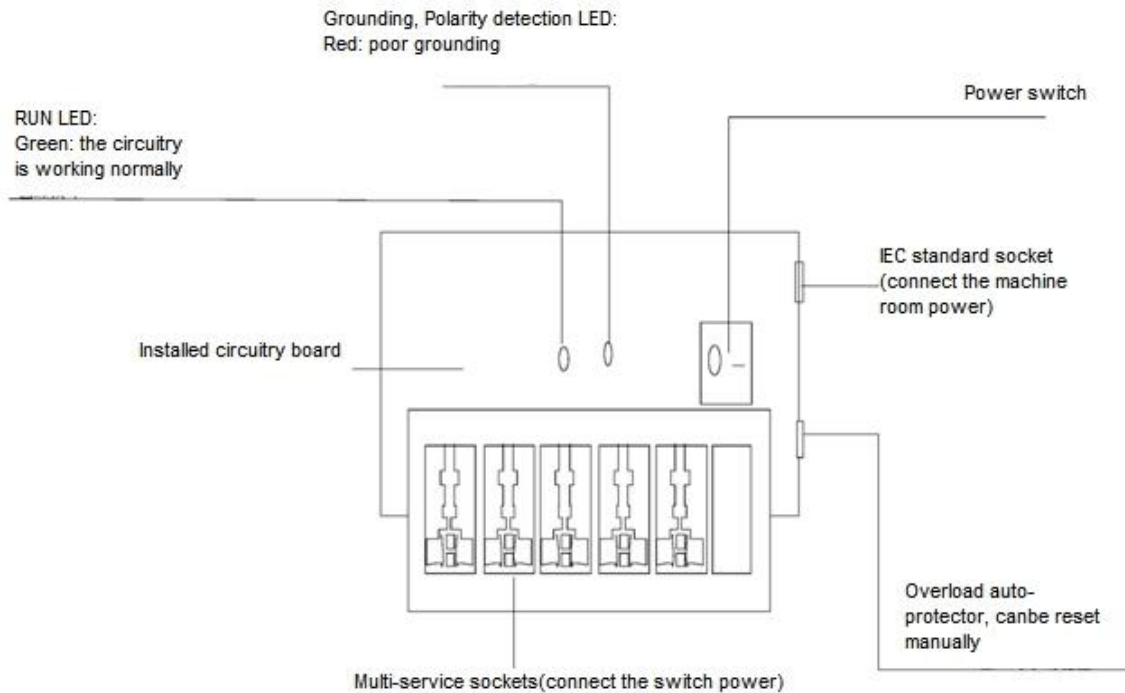 Grounding, Polarity detection LED:
Red: poor grounding
Power switch
RUN LED:
Green: the circuitry
is working normally
IEC standard socket
(connect the machine
room power)
Installed circuitry board
Overload auto-
protector, canbe reset
manually
Multi-service sockets(connect the switch power)